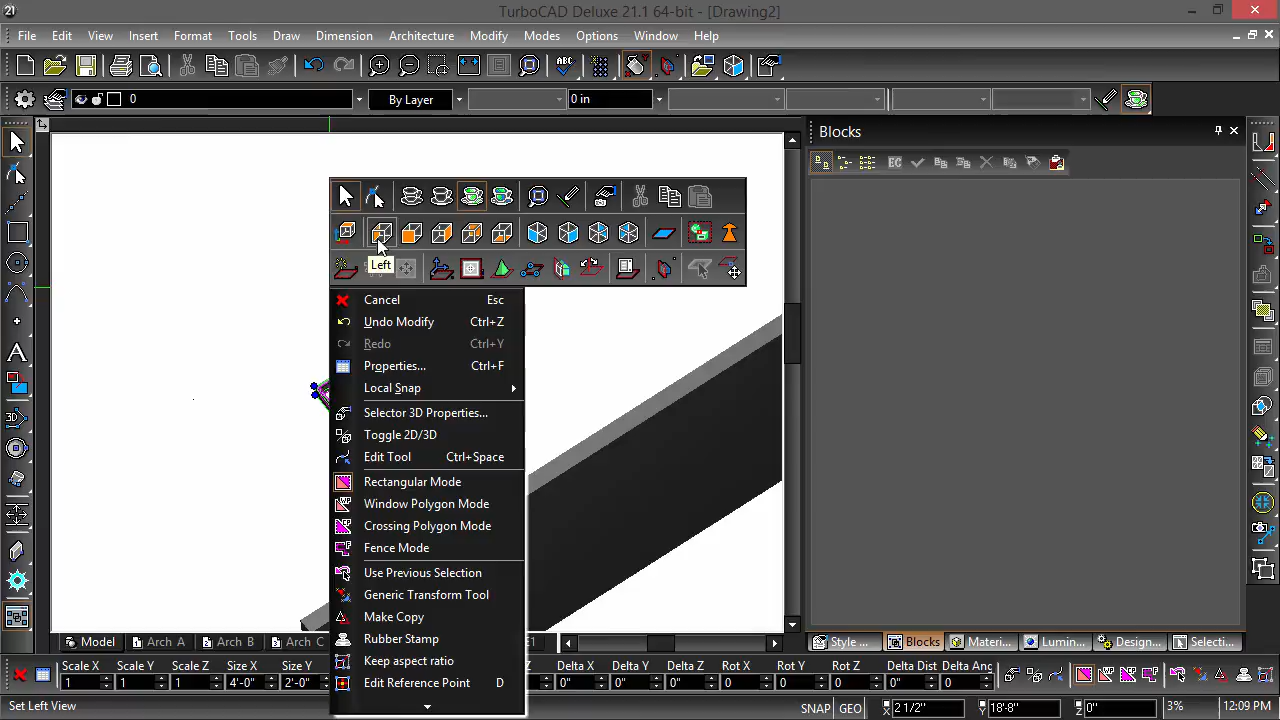 21 TurboCAD Deluxe 21.1 64-bit - [Drawing2]
File Edit View Insert Format Tools Draw Dimension Architecture Modify Modes Options Window Help
ABC
0 By Layer 0 in
Blocks
EC
Left
Cancel Esc
Undo Modify Ctrl+Z
Redo Ctrl+Y
Properties... Ctrl+F
Local Snap
Selector 3D Properties...
Toggle 2D/3D
Edit Tool Ctrl+Space
Rectangular Mode
Window Polygon Mode
Crossing Polygon Mode
Fence Mode
Use Previous Selection
Generic Transform Tool
Make Copy
Rubber Stamp
Keep aspect ratio
Edit Reference Point D
Model Arch A Arch B Arch C
Style ... Blocks Materi... Lumin... Design... Selecti...
Scale X Scale Y Scale Z Size X Size Y Delta X Delta Y Delta Z Rot X Rot Y Rot Z Delta Dist Delta Ang
1 1 1 4'-0" 2'-0" 0" 0" 0" 0 0 0 0" 0
Set Left View SNAP GEO X 2 1/2" Y 18'-8" Z 0" 3% 12:09 PM